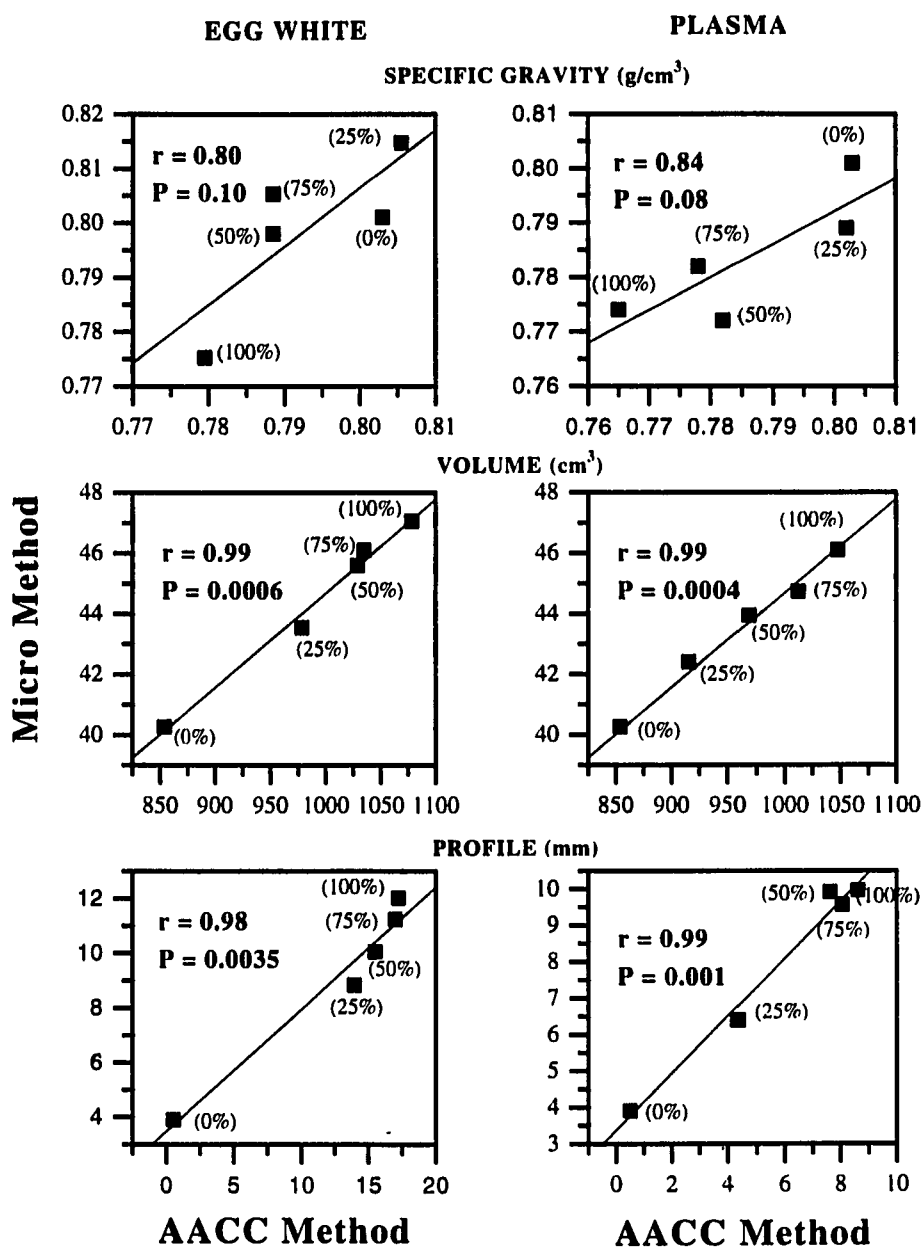 EGG WHITE
PLASMA
SPECIFIC GRAVITY (g/cm³)
0.82
0.81
0.80
0.79
0.78
0.77
(25%)
r = 0.80
P = 0.10
(75%)
(50%)
(0%)
(100%)
0.77 0.78 0.79 0.80 0.81
0.81
0.80
0.79
0.78
0.77
0.76
(0%)
r = 0.84
P = 0.08
(75%)
(25%)
(100%)
(50%)
0.76 0.77 0.78 0.79 0.80 0.81
VOLUME (cm³)
Micro Method
48
46
44
42
40
(100%)
r = 0.99
(75%)
P = 0.0006
(50%)
(25%)
(0%)
850 900 950 1000 1050 1100
48
46
44
42
40
(100%)
r = 0.99
P = 0.0004
(75%)
(50%)
(25%)
(0%)
850 900 950 1000 1050 1100
PROFILE (mm)
12
10
8
6
4
(100%)
r = 0.98
(75%)
P = 0.0035
(50%)
(25%)
(0%)
0 5 10 15 20
10
9
8
7
6
5
4
3
(50%)
(100%)
r = 0.99
(75%)
P = 0.001
(25%)
(0%)
0 2 4 6 8 10
AACC Method
AACC Method